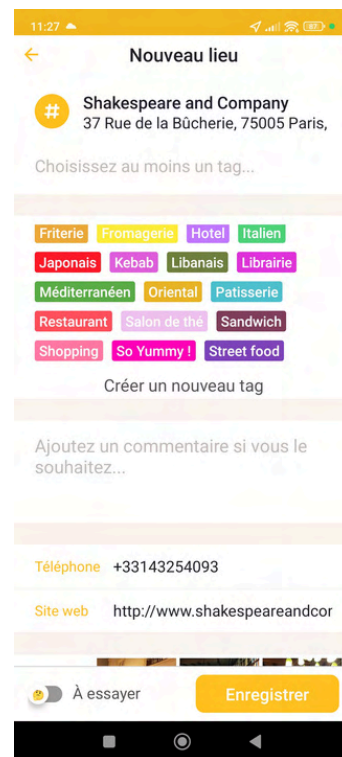 11:27
Nouveau lieu
#
Shakespeare and Company
37 Rue de la Bûcherie, 75005 Paris,
Choisissez au moins un tag...
Friterie Fromagerie Hotel Italien
Japonais Kebab Libanais Librairie
Méditerranéen Oriental Patisserie
Restaurant Salon de thé Sandwich
Shopping So Yummy ! Street food
Créer un nouveau tag
Ajoutez un commentaire si vous le
souhaitez...
Téléphone +33143254093
Site web http://www.shakespeareandcor
À essayer Enregistrer